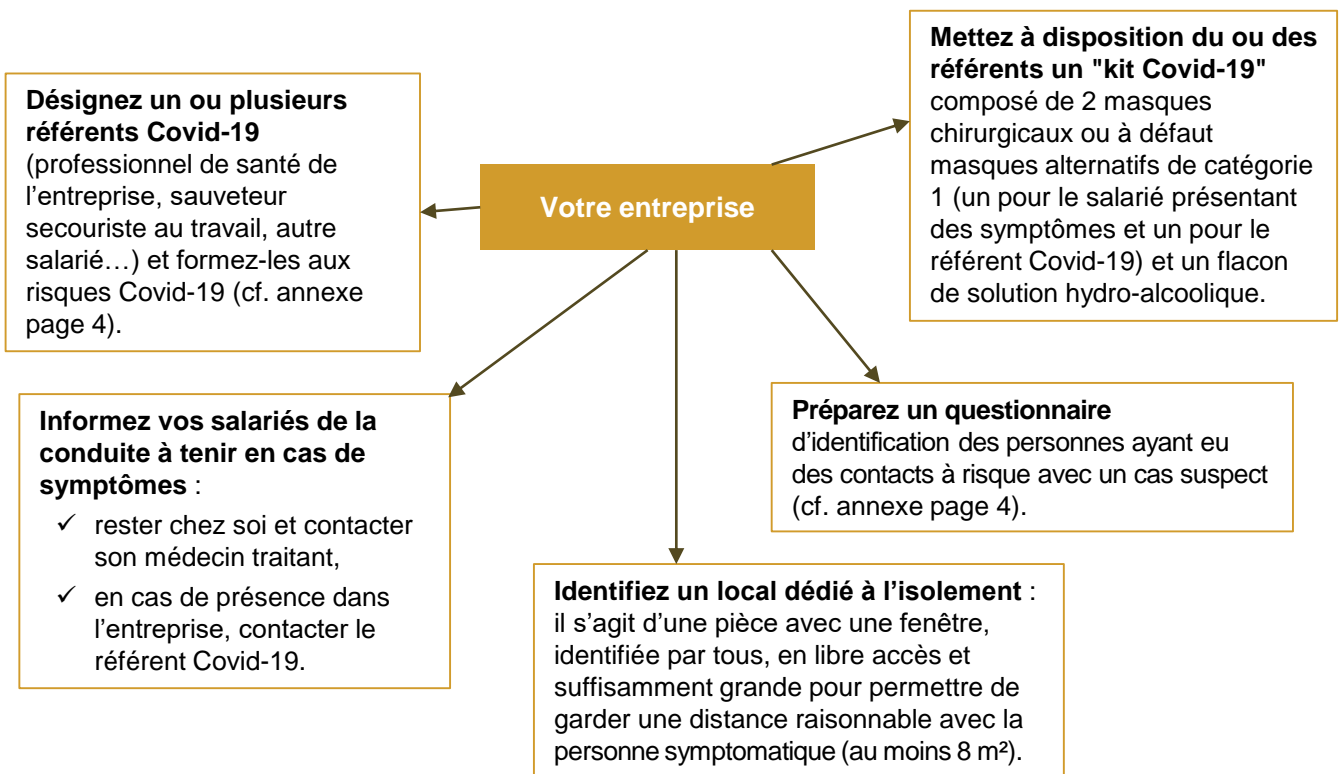 Mettez à disposition du ou des
référents un "kit Covid-19"
composé de 2 masques
chirurgicaux ou à défaut
masques alternatifs de catégorie
1 (un pour le salarié présentant
des symptômes et un pour le
référent Covid-19) et un flacon
de solution hydro-alcoolique.
Désignez un ou plusieurs
référents Covid-19
(professionnel de santé de
l’entreprise, sauveteur
secouriste au travail, autre
salarié…) et formez-les aux
risques Covid-19 (cf. annexe
page 4).
Votre entreprise
Informez vos salariés de la
conduite à tenir en cas de
symptômes :
✓ rester chez soi et contacter
son médecin traitant,
✓ en cas de présence dans
l’entreprise, contacter le
référent Covid-19.
Préparez un questionnaire
d’identification des personnes ayant eu
des contacts à risque avec un cas suspect
(cf. annexe page 4).
Identifiez un local dédié à l’isolement :
il s’agit d’une pièce avec une fenêtre,
identifiée par tous, en libre accès et
suffisamment grande pour permettre de
garder une distance raisonnable avec la
personne symptomatique (au moins 8 m²).